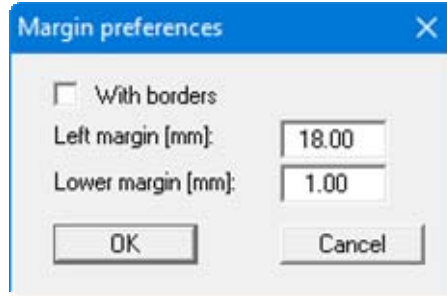 Margin preferences
With borders
Left margin [mm]: 18.00
Lower margin [mm]: 1.00
OK Cancel